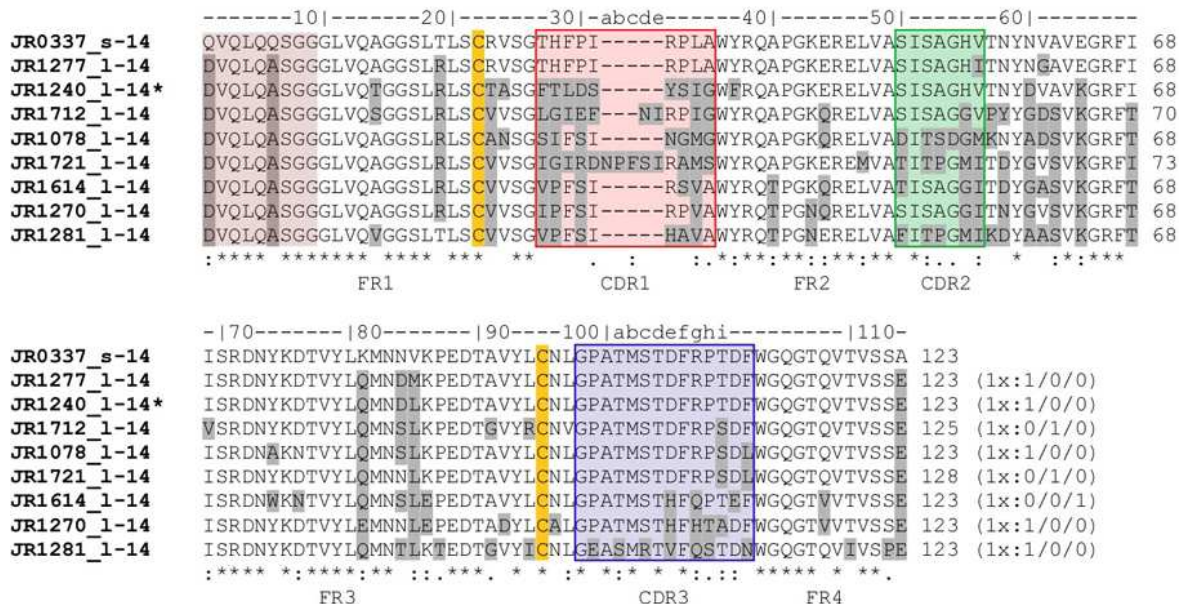 --------10|--------20|--------30|abcde--------40|--------50|--------60|--------
JR0337_s-14 QVQLQQSGGGLVQAGGSLTLSCRVSGTHFPI-----RPLAWYRQAPGKERELVASISAGHVTNYNVAVEGRFI 68
JR1277_l-14 DVQLQASGGGLVQAGGSLRLSCRVSGTHFPI-----RPLAWYRQAPGKERELVASISAGHITNYNGAVEGRFI 68
JR1240_l-14* DVQLQASGGGLVQTGGSLRLSCTASGFTLDS-----YSIGWFRQAPGKERELVASISAGHVTNYDVAVKGRFI 68
JR1712_l-14 DVQLQASGGGLVQSGGSLRLSCVVSGLGIEF---NIRPIGWYRQAPGKQRELVASISAGGVPYYADSVKGRFT 70
JR1078_l-14 DVQLQASGGGLVQAGGSLRLSCANSGSIFSI-----NGMGWYRQAPGKERELVADITSPGMKNYADSVKGRFI 68
JR1721_l-14 DVQLQASGGGLVQAGGSLRLSCVVSGIGIRDNPFSIRAMSWYRQAPGKEREMVATITPGMITDYGVSVKGRFT 73
JR1614_l-14 DVQLQASGGGLVQAGGSLRLSCVVSGVPFSI-----RSVAWYRQTPGKQRELVATISAGGITDYGASVKGRFT 68
JR1270_l-14 DVQLQASGGGLVQAGGSLRLSCVVSGIPFSI-----RPVAWYRQTPGNQRELVASISAGGITNYGVSVKGRFT 68
JR1281_l-14 DVQLQASGGGLVQVGGSLTLSCVVSGVPFSI-----HAVAWYRQTPGNERELVAFITPGMIKDYAASVKGRFT 68
:**** ******* **** *** ** . : :.*:**.**.:**:** :*:.. : * *:****
FR1 CDR1 FR2 CDR2
-|70--------|80--------|90--------100|abcdefghi--------|110-
JR0337_s-14 ISRDNYKDTVYLKMNNVKPEDTAVYLCNLGPATMSTDFRPTDFWGQGTQVTVSSA 123
JR1277_l-14 ISRDNYKDTVYLQMNDMKPEDTAVYLCNLGPATMSTDFRPTDFWGQGTQVTVSSE 123 (1x:1/0/0)
JR1240_l-14* ISRDNYKDTVYLQMNDLKPEDTAVYLCNLGPATMSTDFRPTDFWGQGTQVTVSSE 123 (1x:1/0/0)
JR1712_l-14 VSRDNYKDTVYLQMNSLKPEDTGVYRCNVGPATMSTDFRPSDFWGQGTQVTVSSE 125 (1x:0/1/0)
JR1078_l-14 ISRDNAKNTVYLQMNSLKPEDTAVYLCNLGPATMSTDFRPSDLWGQGTQVTVSSE 123 (1x:1/0/0)
JR1721_l-14 ISRDNYKDTVYLQMNSLKPEDTAVYLCNLGPATMSTDFRPSDLWGQGTQVTVSSE 128 (1x:0/1/0)
JR1614_l-14 ISRDNWKNTVYLQMNSLEPEDTAVYLCNLGPATMSTHFQPTEFWGQGTQVTVSSE 123 (1x:0/0/1)
JR1270_l-14 ISRDNYKDTVYLEMNNLEPEDTADYLCALGPATMSTHFHTADFWGQGTVVTVSSE 123 (1x:1/0/0)
JR1281_l-14 ISRDNYKDTVYLQMNTLKTEDTGVYICNLGEASMRTVFQSTDNWGQGTQVIVSPE 123 (1x:1/0/0)
:**** *:**** ** ::.***. * * :* *:* * *:.:: ***** * **.
FR3 CDR3 FR4